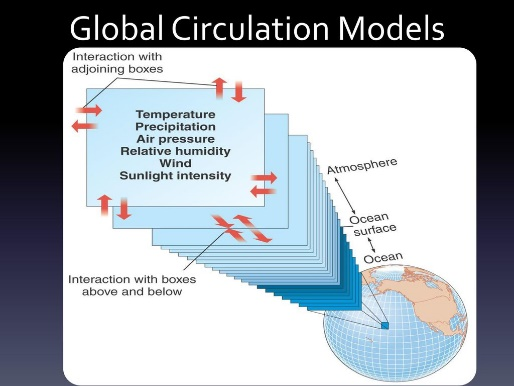 Global Circulation Models
Interaction with
adjoining boxes
Temperature
Precipitation
Air pressure
Relative humidity
Wind
Sunlight intensity
Atmosphere
Ocean
surface
Ocean
Interaction with boxes
above and below